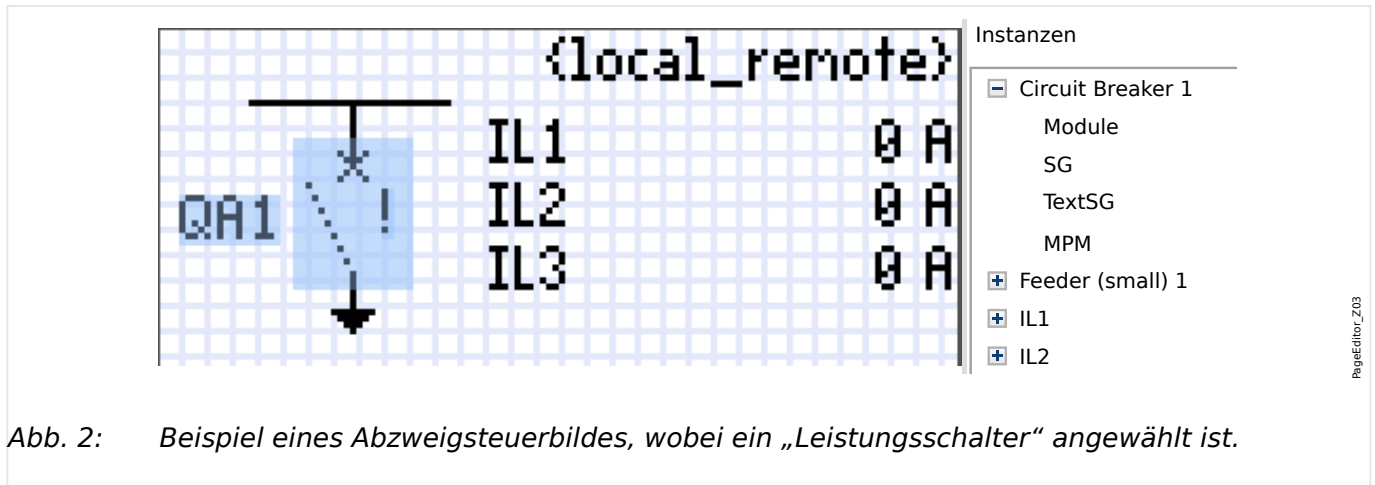 {local_remote}
IL1 0 A
QA1 ! IL2 0 A
IL3 0 A
Instanzen
Circuit Breaker 1
Module
SG
TextSG
MPM
Feeder (small) 1
IL1
IL2
PageEditor_Z03
Abb. 2: Beispiel eines Abzweigsteuerbildes, wobei ein „Leistungsschalter“ angewählt ist.